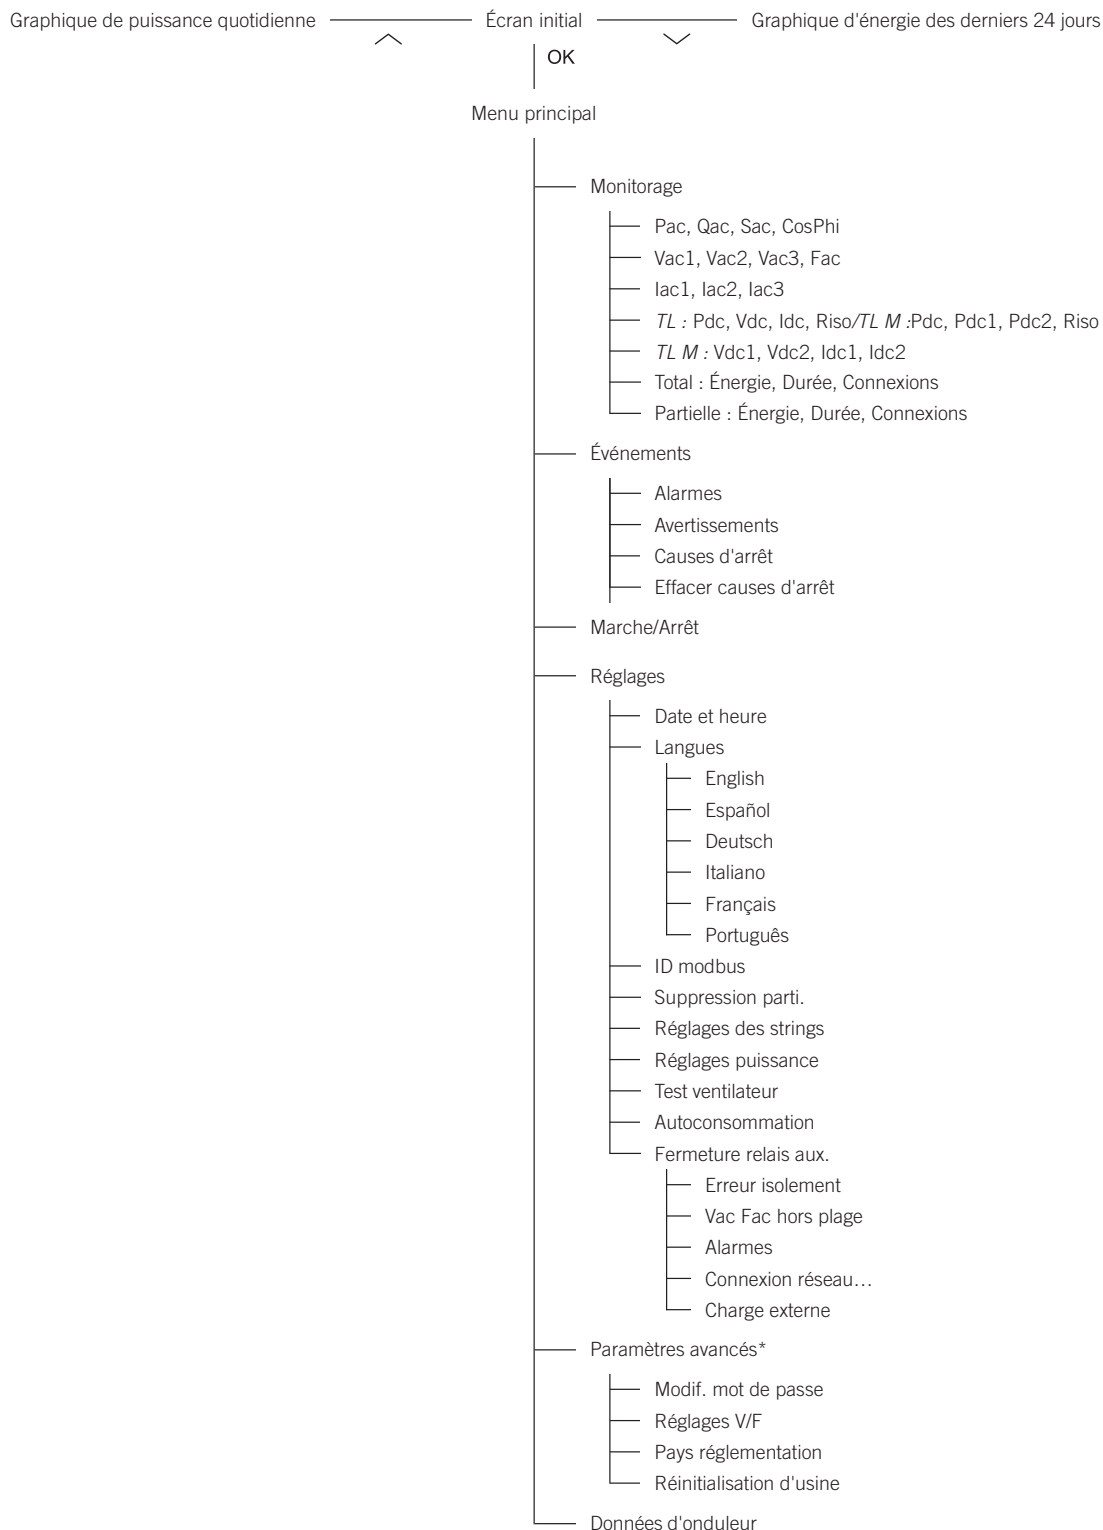 Graphique de puissance quotidienne Écran initial Graphique d'énergie des derniers 24 jours
OK
Menu principal
Monitorage
Pac, Qac, Sac, CosPhi
Vac1, Vac2, Vac3, Fac
Iac1, Iac2, Iac3
TL : Pdc, Vdc, Idc, Riso/TL M :Pdc, Pdc1, Pdc2, Riso
TL M : Vdc1, Vdc2, Idc1, Idc2
Total : Énergie, Durée, Connexions
Partielle : Énergie, Durée, Connexions
Événements
Alarmes
Avertissements
Causes d'arrêt
Effacer causes d'arrêt
Marche/Arrêt
Réglages
Date et heure
Langues
English
Español
Deutsch
Italiano
Français
Português
ID modbus
Suppression parti.
Réglages des strings
Réglages puissance
Test ventilateur
Autoconsommation
Fermeture relais aux.
Erreur isolement
Vac Fac hors plage
Alarmes
Connexion réseau…
Charge externe
Paramètres avancés*
Modif. mot de passe
Réglages V/F
Pays réglementation
Réinitialisation d'usine
Données d'onduleur